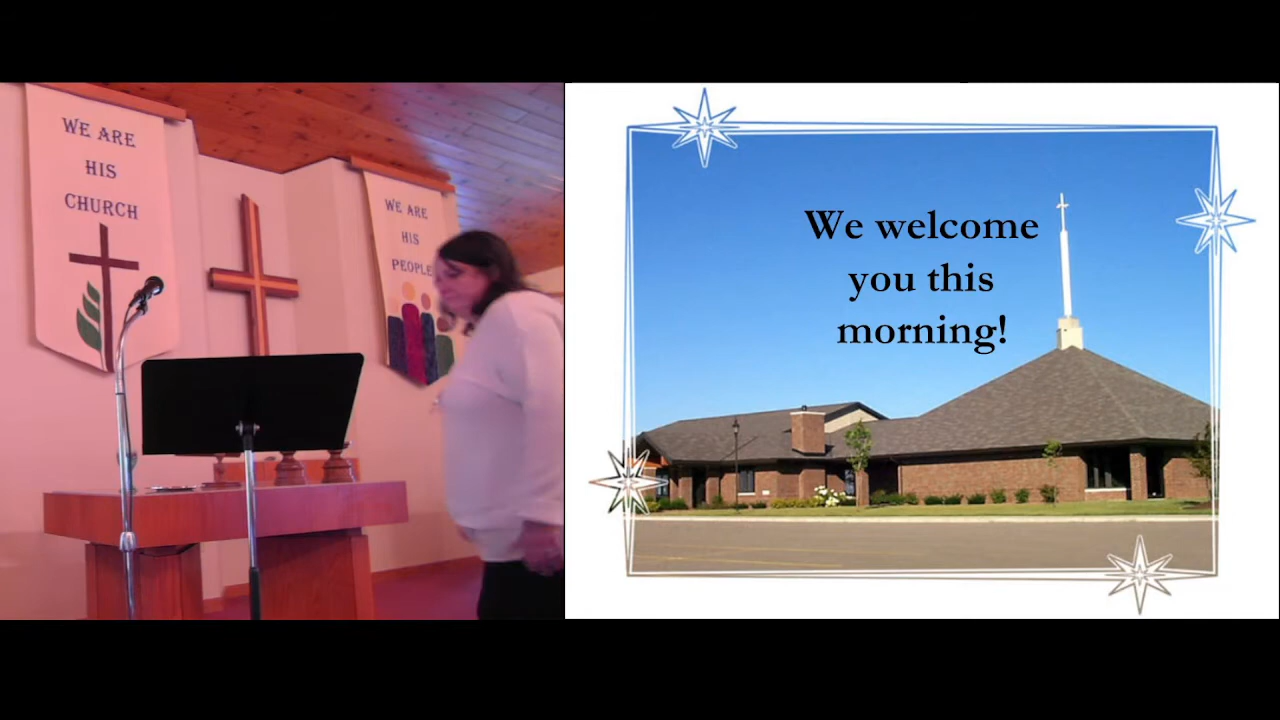 WE ARE
HIS
CHURCH
WE ARE
HIS
PEOPLE
We welcome
you this
morning!